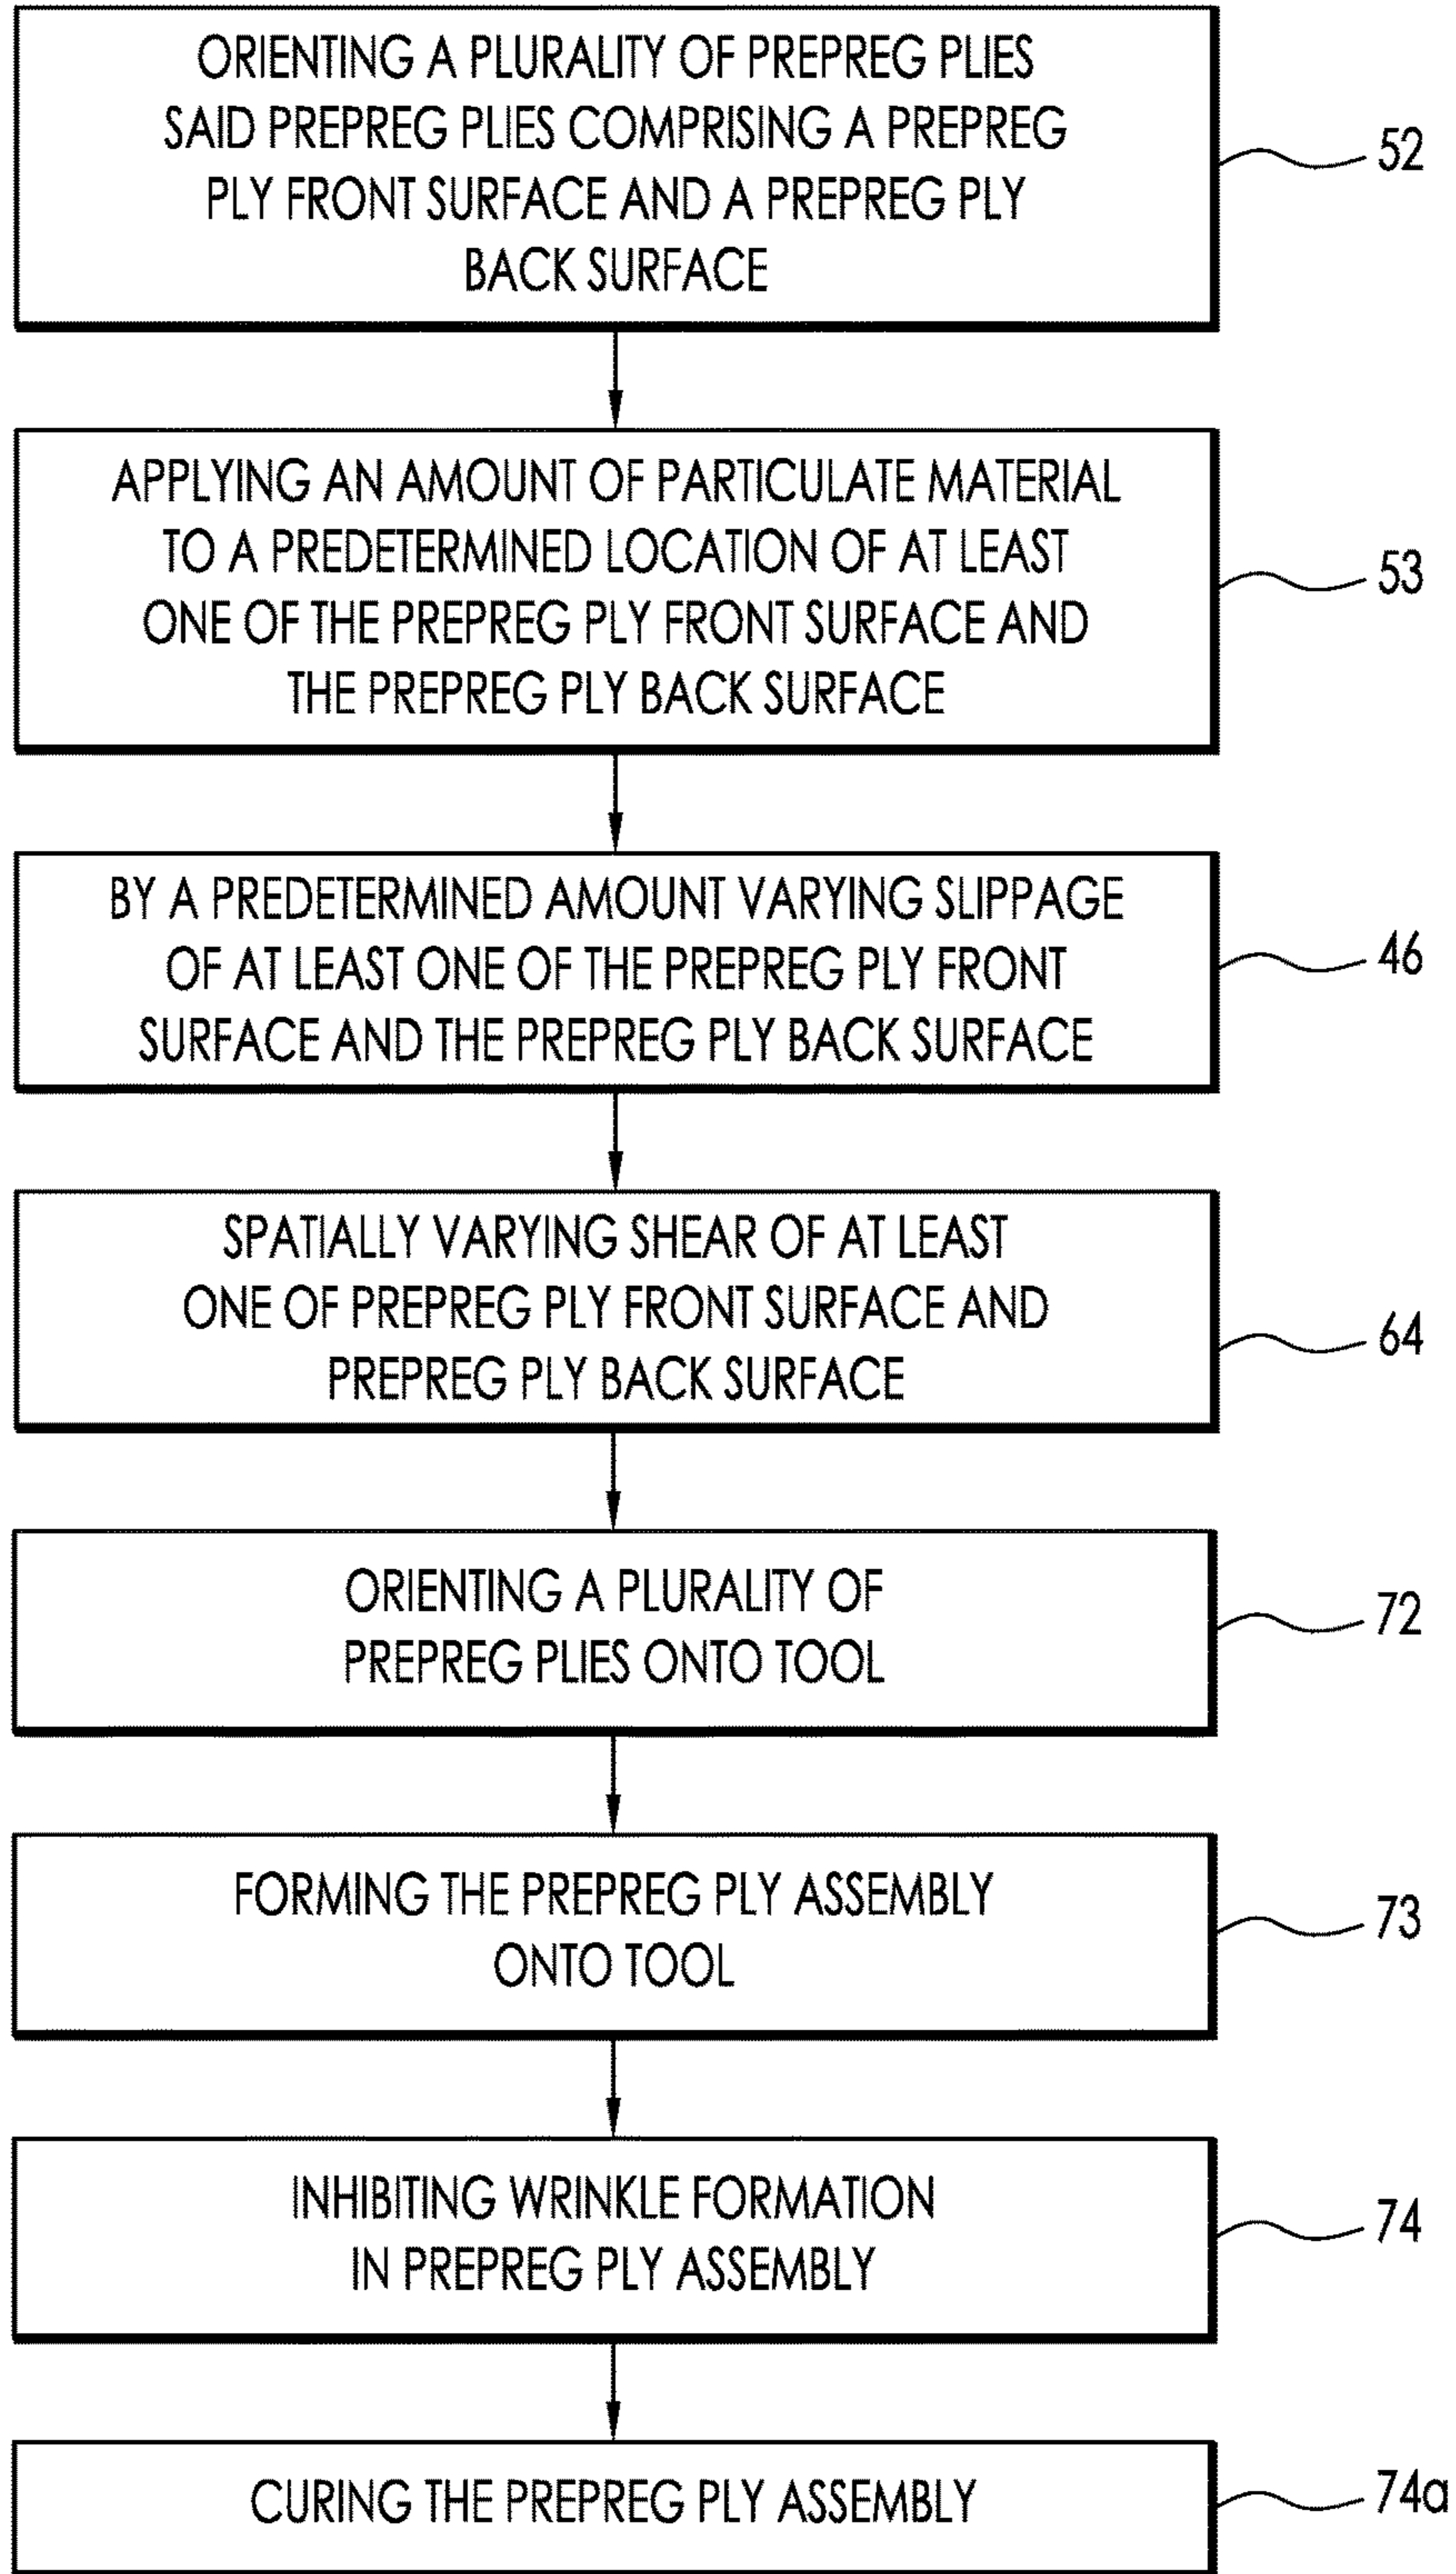 ORIENTING A PLURALITY OF PREPREG PLIES
SAID PREPREG PLIES COMPRISING A PREPREG
PLY FRONT SURFACE AND A PREPREG PLY
BACK SURFACE
52
APPLYING AN AMOUNT OF PARTICULATE MATERIAL
TO A PREDETERMINED LOCATION OF AT LEAST
ONE OF THE PREPREG PLY FRONT SURFACE AND
THE PREPREG PLY BACK SURFACE
53
BY A PREDETERMINED AMOUNT VARYING SLIPPAGE
OF AT LEAST ONE OF THE PREPREG PLY FRONT
SURFACE AND THE PREPREG PLY BACK SURFACE
46
SPATIALLY VARYING SHEAR OF AT LEAST
ONE OF PREPREG PLY FRONT SURFACE AND
PREPREG PLY BACK SURFACE
64
ORIENTING A PLURALITY OF
PREPREG PLIES ONTO TOOL
72
FORMING THE PREPREG PLY ASSEMBLY
ONTO TOOL
73
INHIBITING WRINKLE FORMATION
IN PREPREG PLY ASSEMBLY
74
CURING THE PREPREG PLY ASSEMBLY
74a